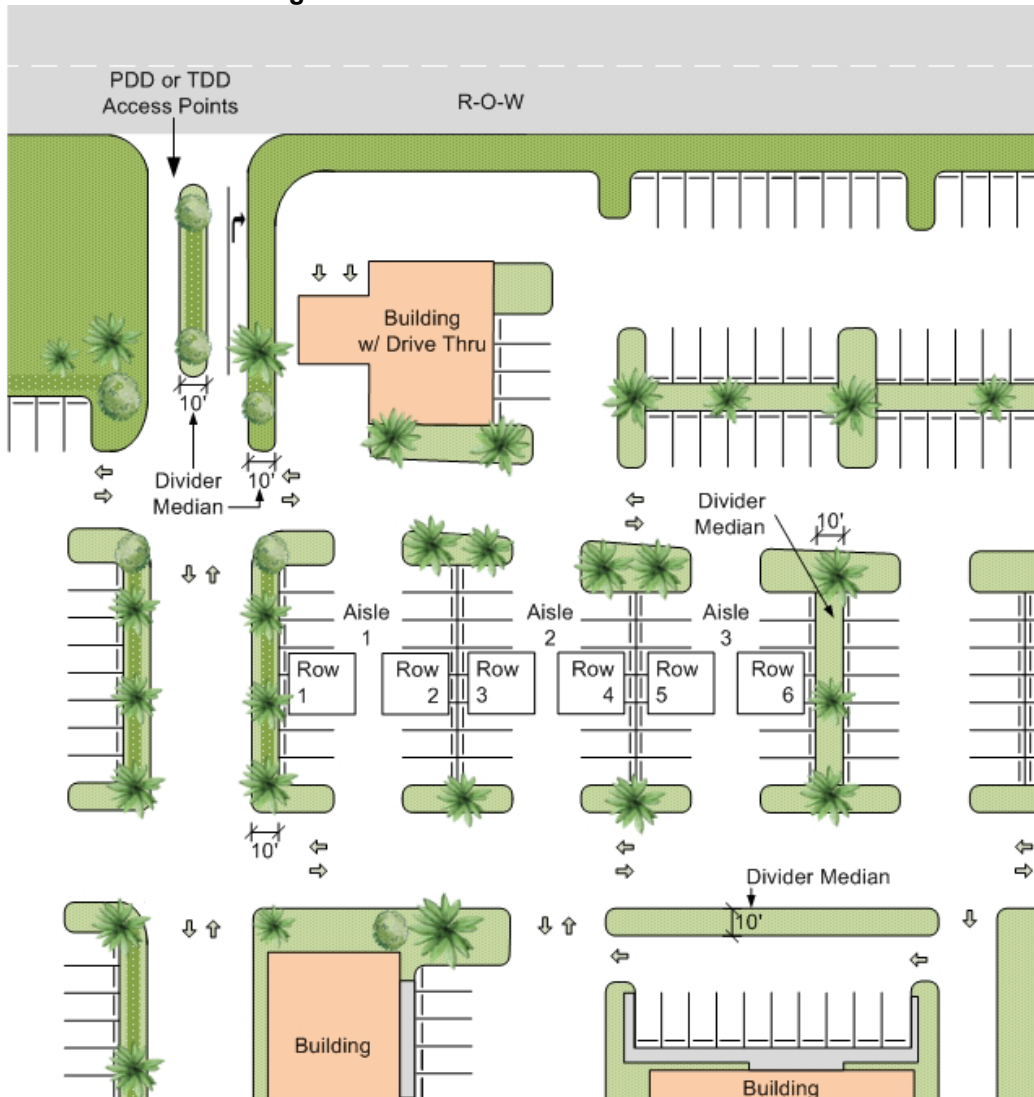 PDD or TDD
Access Points
R-O-W
Building
w/ Drive Thru
10'
Divider
Median
10'
Divider
Median
10'
Aisle
1
Aisle
2
Aisle
3
Row
1
Row
2
Row
3
Row
4
Row
5
Row
6
10'
Divider Median
10'
Building
Building